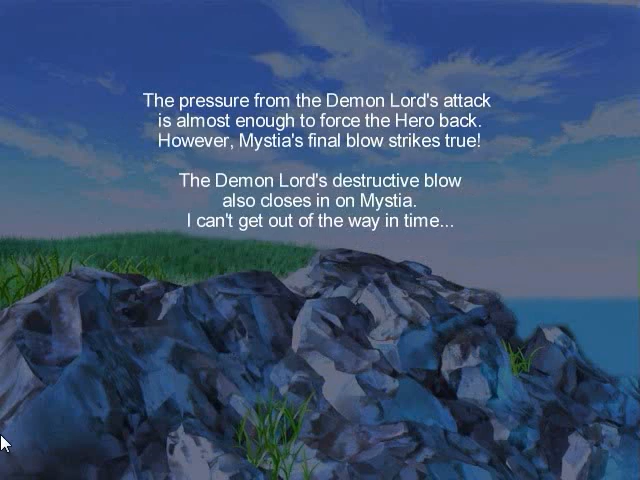 The pressure from the Demon Lord's attack
is almost enough to force the Hero back.
However, Mystia's final blow strikes true!
The Demon Lord's destructive blow
also closes in on Mystia.
I can't get out of the way in time...